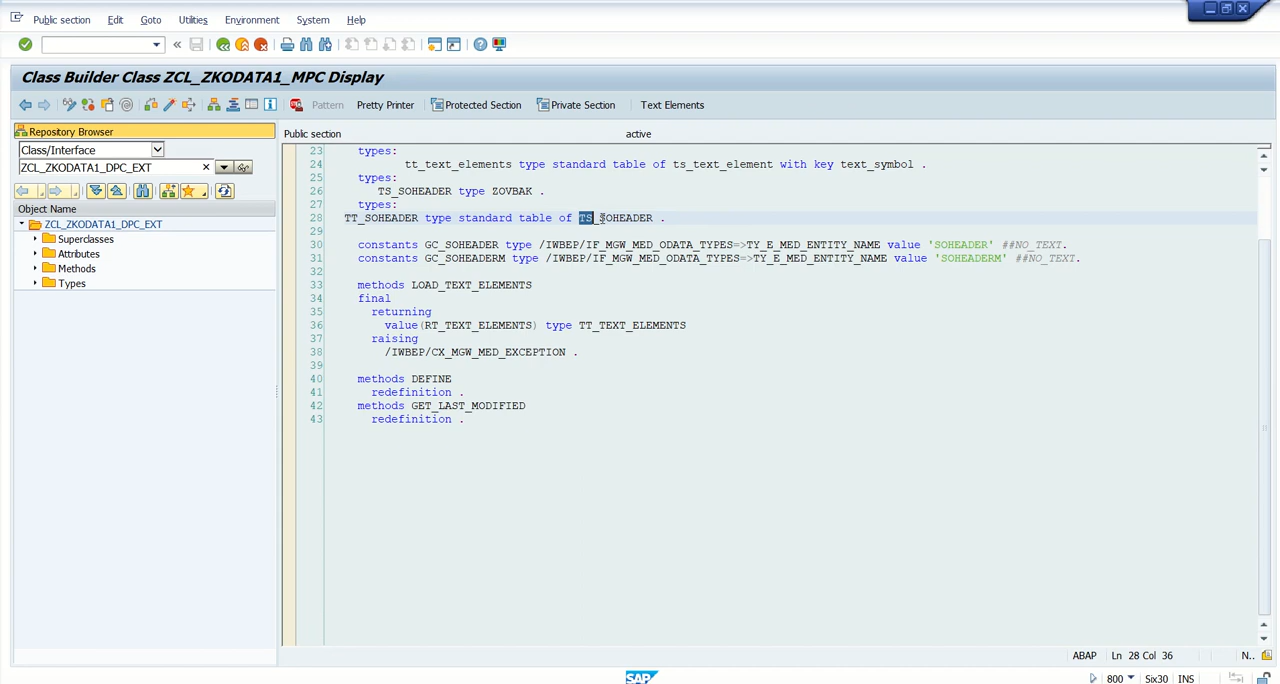 Public section Edit Goto Utilities Environment System Help
Class Builder Class ZCL_ZKODATA1_MPC Display
Pattern Pretty Printer Protected Section Private Section Text Elements
Repository Browser
Class/Interface
ZCL_ZKODATA1_DPC_EXT
Object Name
ZCL_ZKODATA1_DPC_EXT
Superclasses
Attributes
Methods
Types
Public section active
23 types:
24 tt_text_elements type standard table of ts_text_element with key text_symbol .
25 types:
26 TS_SOHEADER type ZOVBAK .
27 types:
28 TT_SOHEADER type standard table of TS_SOHEADER .
29
30 constants GC_SOHEADER type /IWBEP/IF_MGW_MED_ODATA_TYPES=>TY_E_MED_ENTITY_NAME value 'SOHEADER' ##NO_TEXT.
31 constants GC_SOHEADERM type /IWBEP/IF_MGW_MED_ODATA_TYPES=>TY_E_MED_ENTITY_NAME value 'SOHEADERM' ##NO_TEXT.
32
33 methods LOAD_TEXT_ELEMENTS
34 final
35 returning
36 value(RT_TEXT_ELEMENTS) type TT_TEXT_ELEMENTS
37 raising
38 /IWBEP/CX_MGW_MED_EXCEPTION .
39
40 methods DEFINE
41 redefinition .
42 methods GET_LAST_MODIFIED
43 redefinition .
ABAP Ln 28 Col 36 N..
SAP 800 Six30 INS